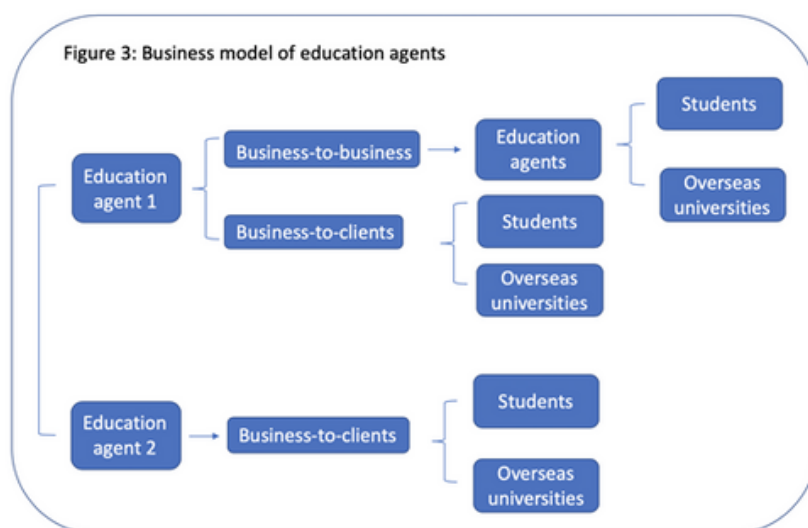 Figure 3: Business model of education agents
Students
Business-to-business
Education
agents
Education
agent 1
Overseas
universities
Business-to-clients
Students
Overseas
universities
Students
Education
agent 2
Business-to-clients
Overseas
universities